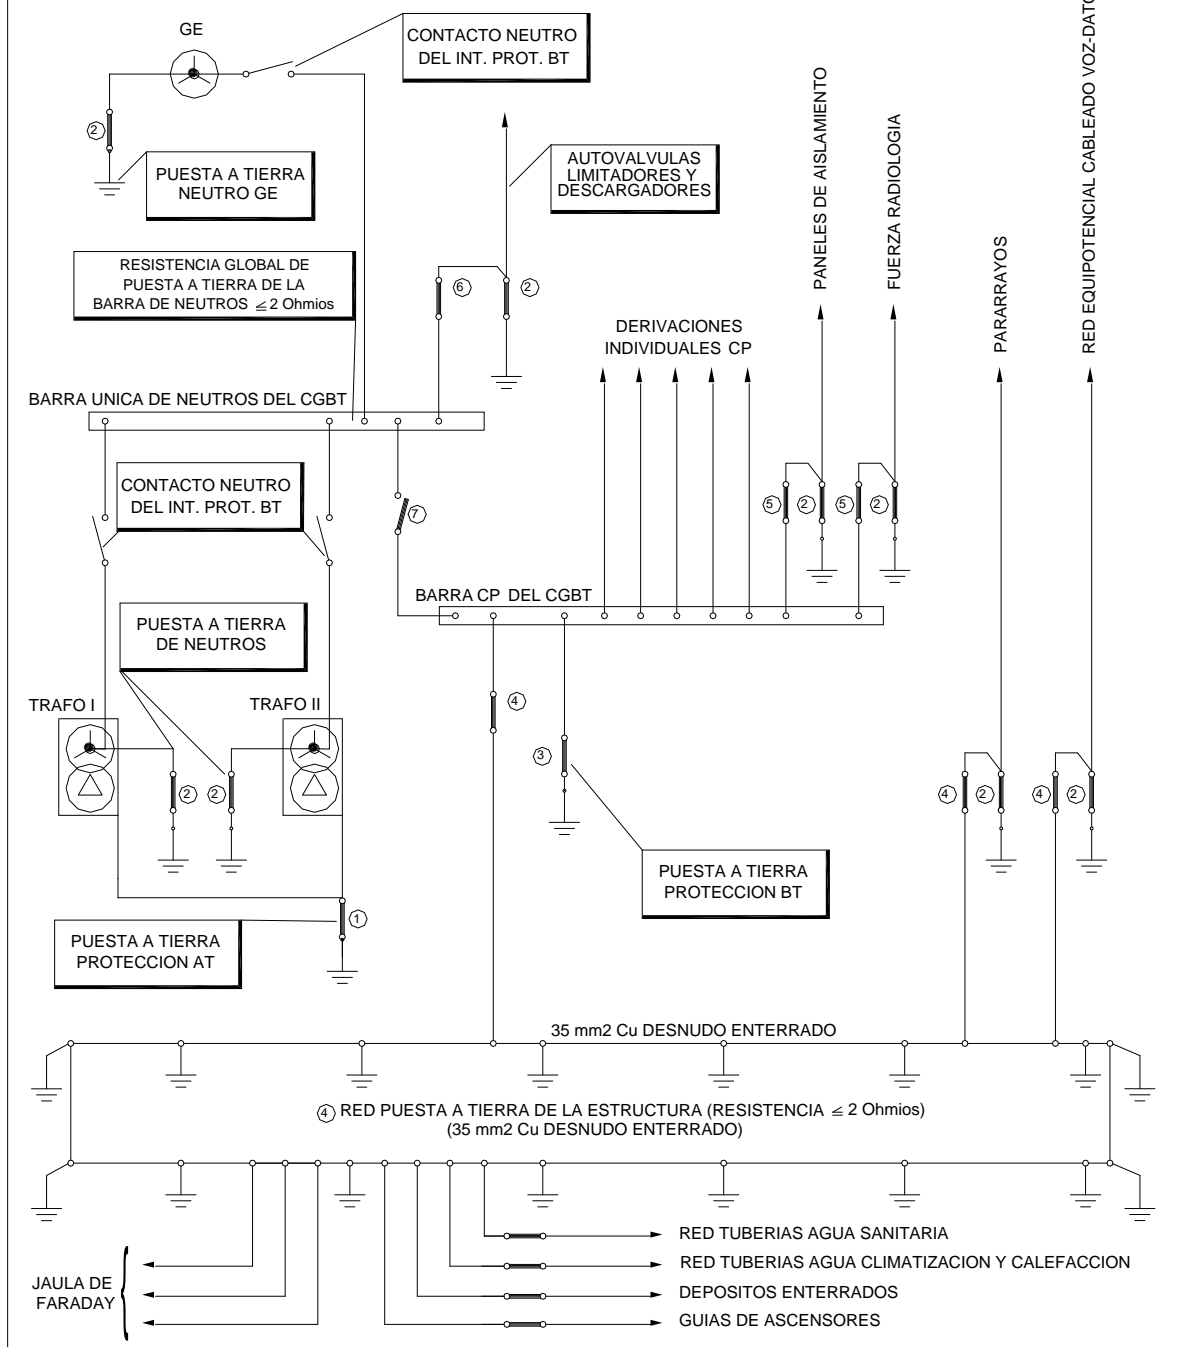 GE
CONTACTO NEUTRO
DEL INT. PROT. BT
2
PUESTA A TIERRA
NEUTRO GE
AUTOVALVULAS
LIMITADORES Y
DESCARGADORES
PANELES DE AISLAMIENTO
FUERZA RADIOLOGIA
PARARRAYOS
RED EQUIPOTENCIAL CABLEADO VOZ-DATO
RESISTENCIA GLOBAL DE
PUESTA A TIERRA DE LA
BARRA DE NEUTROS ≤ 2 Ohmios
6
2
DERIVACIONES
INDIVIDUALES CP
BARRA UNICA DE NEUTROS DEL CGBT
CONTACTO NEUTRO
DEL INT. PROT. BT
7
5
2
5
2
BARRA CP DEL CGBT
PUESTA A TIERRA
DE NEUTROS
TRAFO I
TRAFO II
4
3
2
2
4
2
4
2
PUESTA A TIERRA
PROTECCION BT
1
PUESTA A TIERRA
PROTECCION AT
35 mm2 Cu DESNUDO ENTERRADO
4 RED PUESTA A TIERRA DE LA ESTRUCTURA (RESISTENCIA ≤ 2 Ohmios)
(35 mm2 Cu DESNUDO ENTERRADO)
RED TUBERIAS AGUA SANITARIA
RED TUBERIAS AGUA CLIMATIZACION Y CALEFACCION
DEPOSITOS ENTERRADOS
GUIAS DE ASCENSORES
JAULA DE
FARADAY